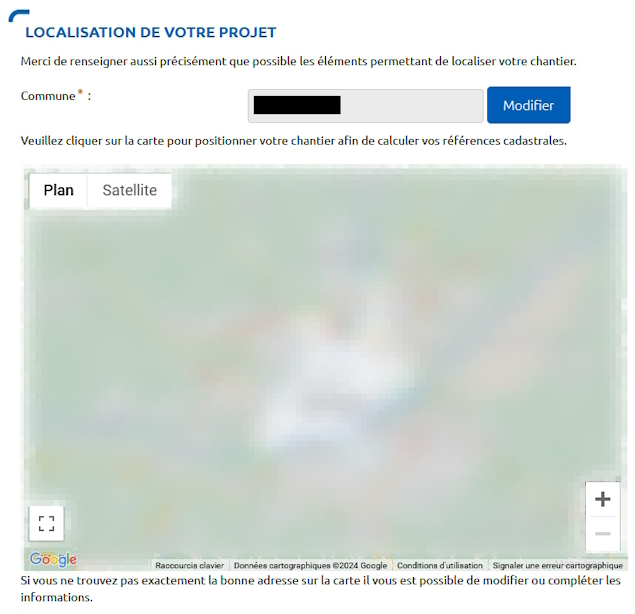 LOCALISATION DE VOTRE PROJET
Merci de renseigner aussi précisément que possible les éléments permettant de localiser votre chantier.
Commune * :
Modifier
Veuillez cliquer sur la carte pour positionner votre chantier afin de calculer vos références cadastrales.
Plan Satellite
+
−
Google
Raccourcis clavier Données cartographiques ©2024 Google Conditions d'utilisation Signaler une erreur cartographique
Si vous ne trouvez pas exactement la bonne adresse sur la carte il vous est possible de modifier ou compléter les
informations.